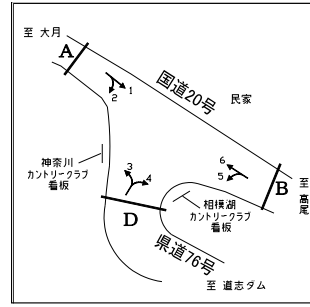 至 大月
A
国道20号
民家
1
2
6
5
至
高尾
B
3
4
神奈川
カントリークラブ
看板
相模湖
カントリークラブ
看板
D
県道76号
至 道志ダム